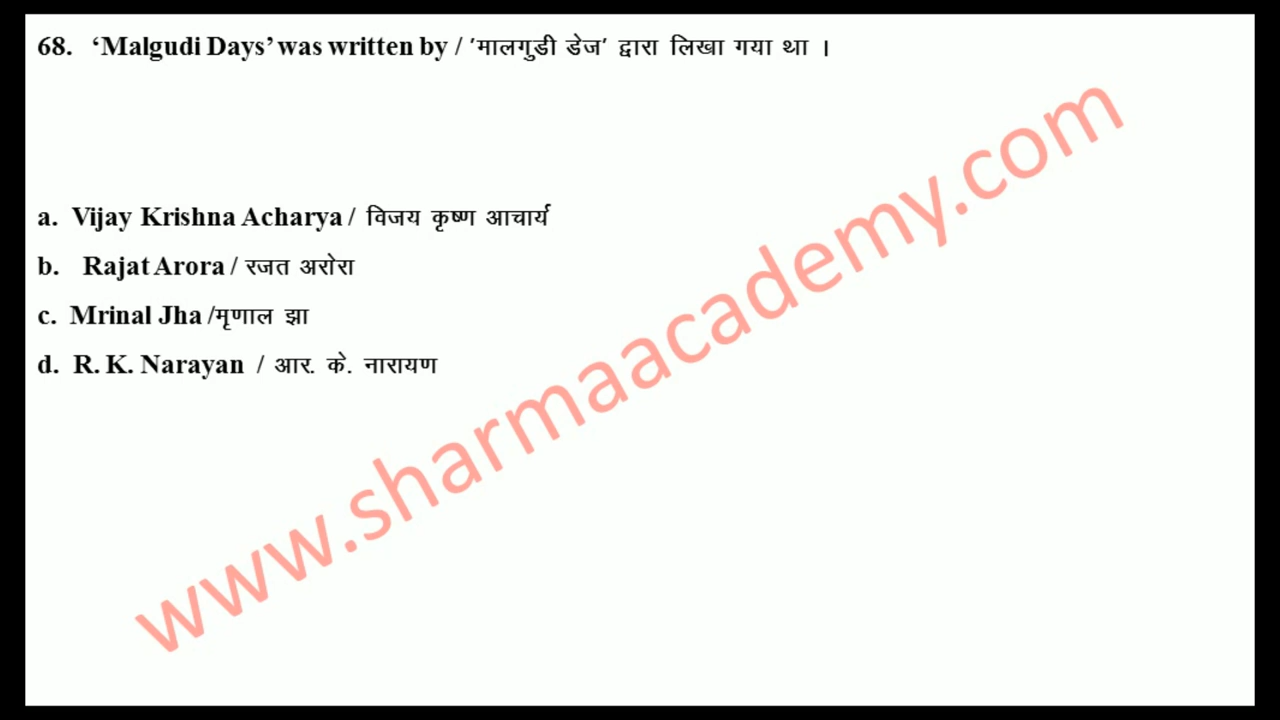 68. ‘Malgudi Days’ was written by / ‘मालगुडी डेज’ द्वारा लिखा गया था ।
a. Vijay Krishna Acharya / विजय कृष्ण आचार्य
b. Rajat Arora / रजत अरोरा
c. Mrinal Jha /मृणाल झा
d. R. K. Narayan / आर. के. नारायण
www.sharmaacademy.com